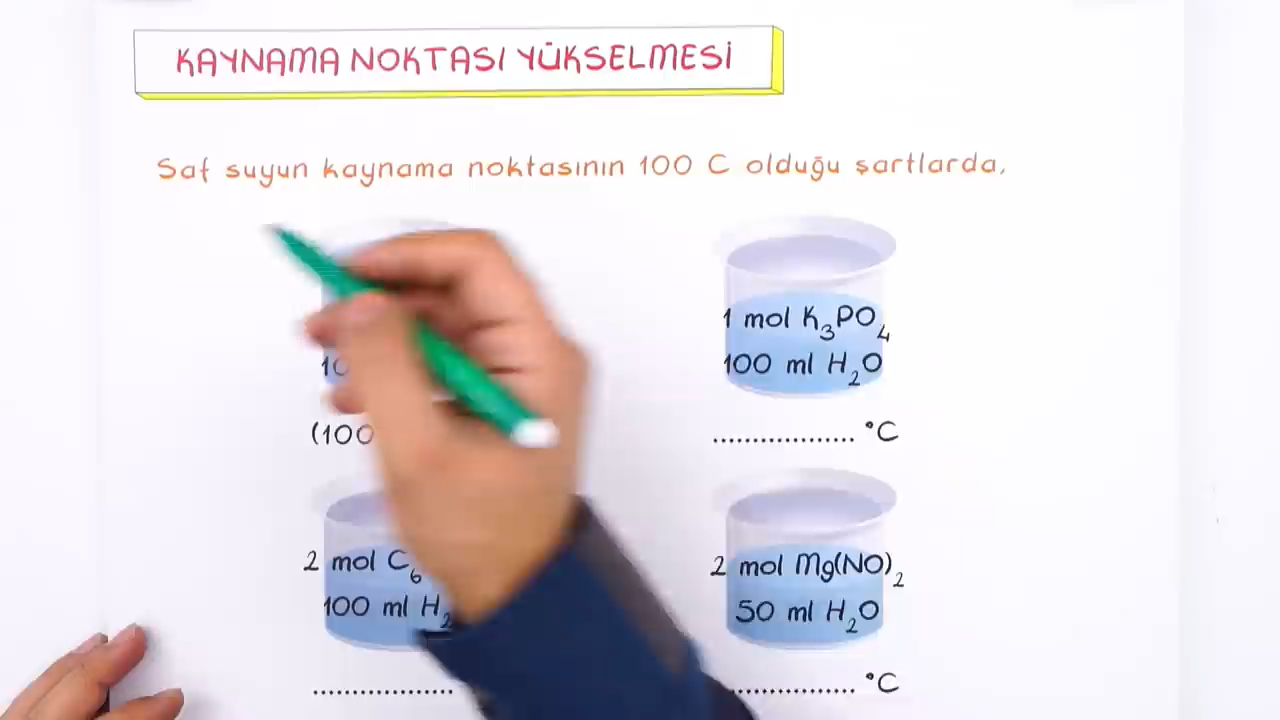 KAYNAMA NOKTASI YÜKSELMESİ
Saf suyun kaynama noktasının 100 C olduğu şartlarda,
1 mol K₃PO₄
100 ml H₂O
(100
.................. °C
2 mol C₆
100 ml H₂
2 mol Mg(NO)₂
50 ml H₂O
..................
............... °C